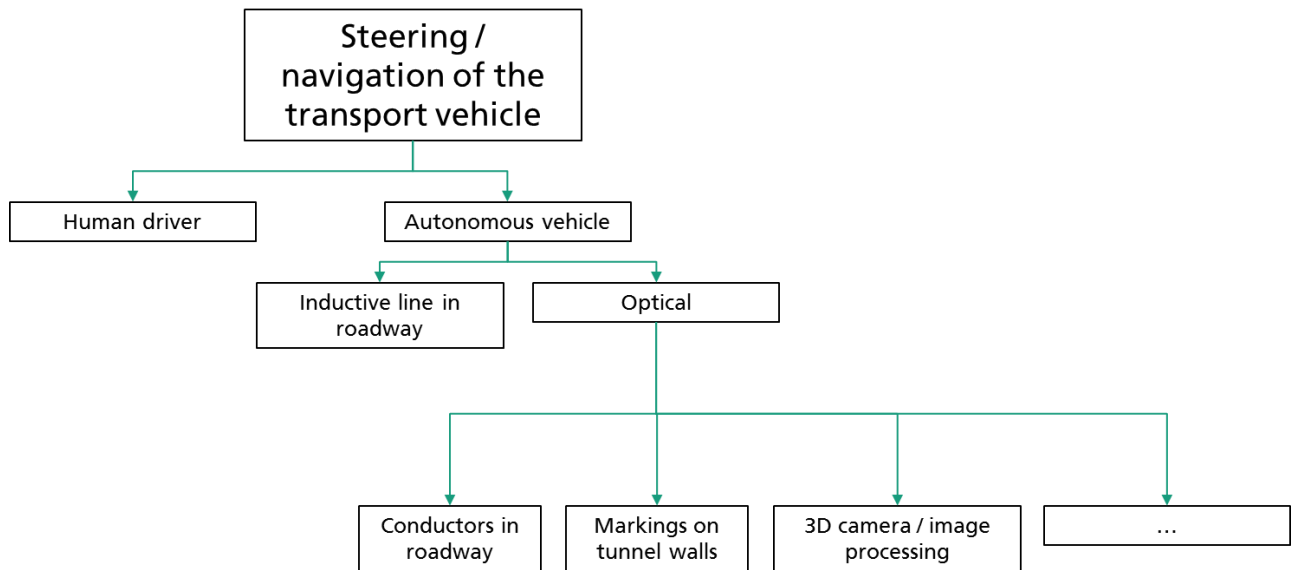 Steering /
navigation of the
transport vehicle
Human driver
Autonomous vehicle
Inductive line in
roadway
Optical
Conductors in
roadway
Markings on
tunnel walls
3D camera / image
processing
...